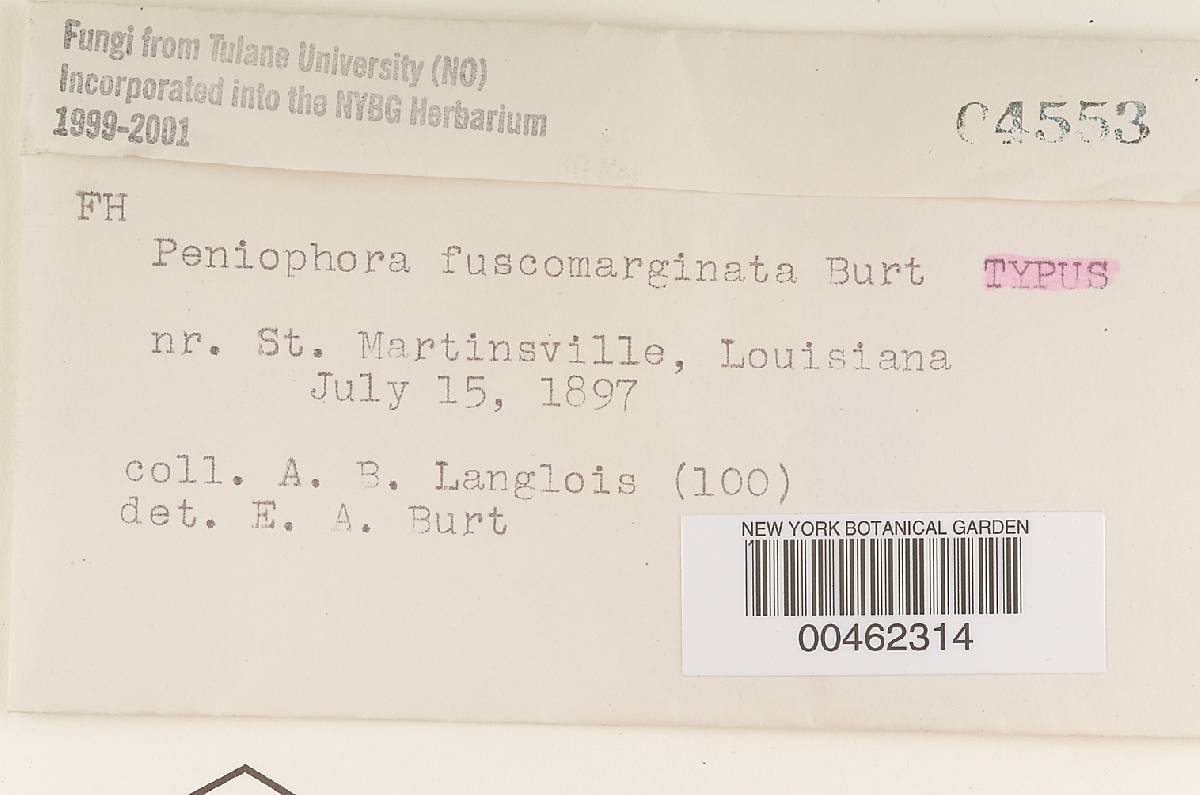 Fungi from Tulane University (NO)
Incorporated into the NYBG Herbarium
1999-2001
C4553
FH
Peniophora fuscomarginata Burt TYPUS
nr. St. Martinsville, Louisiana
July 15, 1897
coll. A. B. Langlois (100)
det. E. A. Burt
NEW YORK BOTANICAL GARDEN
00462314